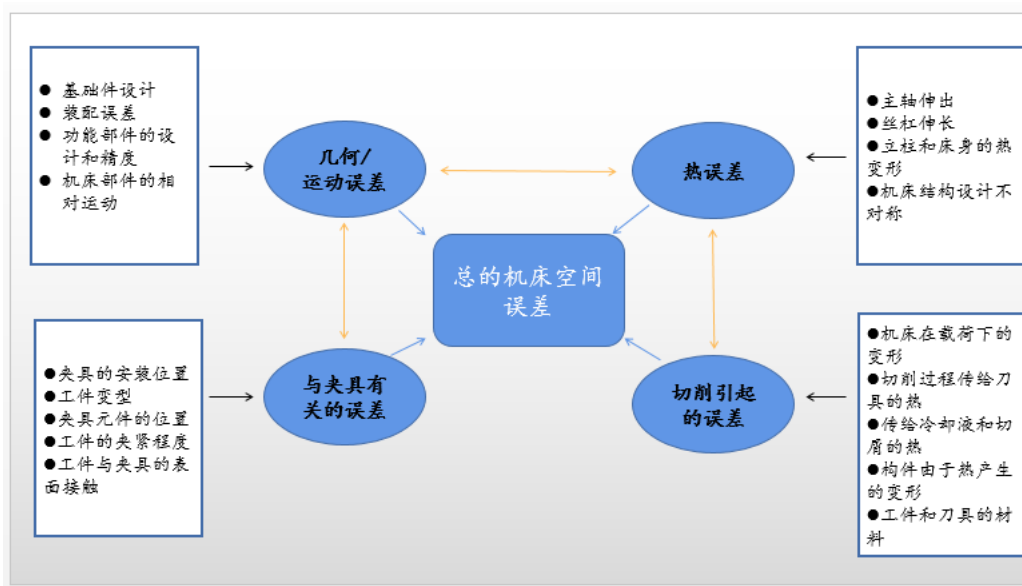 ● 基础件设计
● 装配误差
● 功能部件的设
计和精度
● 机床部件的相
对运动
几何/
运动误差
热误差
●主轴伸出
●丝杠伸长
●立柱和床身的热
变形
●机床结构设计不
对称
总的机床空间
误差
●夹具的安装位置
●工件变型
●夹具元件的位置
●工件的夹紧程度
●工件与夹具的表
面接触
与夹具有
关的误差
切削引起
的误差
●机床在载荷下的
变形
●切削过程传给刀
具的热
●传给冷却液和切
屑的热
●构件由于热产生
的变形
●工件和刀具的材
料